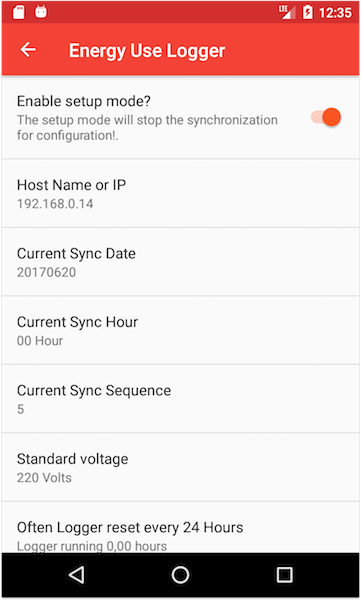 LTE 12:35
Energy Use Logger
Enable setup mode?
The setup mode will stop the synchronization
for configuration!.
Host Name or IP
192.168.0.14
Current Sync Date
20170620
Current Sync Hour
00 Hour
Current Sync Sequence
5
Standard voltage
220 Volts
Often Logger reset every 24 Hours
Logger running 0,00 hours